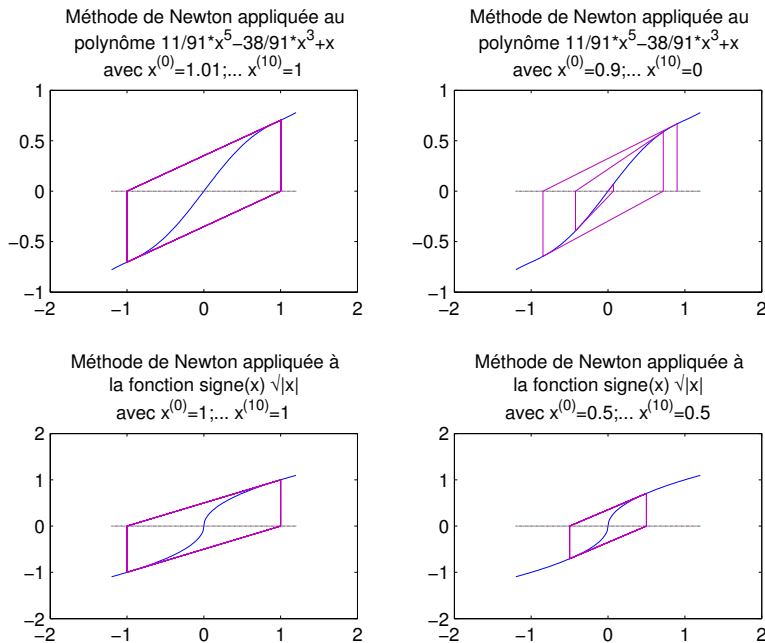 Méthode de Newton appliquée au
polynôme 11/91*x^5−38/91*x^3+x
avec x^(0)=1.01;... x^(10)=1
1
0.5
0
−0.5
−1
−2 −1 0 1 2
Méthode de Newton appliquée au
polynôme 11/91*x^5−38/91*x^3+x
avec x^(0)=0.9;... x^(10)=0
1
0.5
0
−0.5
−1
−2 −1 0 1 2
Méthode de Newton appliquée à
la fonction signe(x) √|x|
avec x^(0)=1;... x^(10)=1
2
1
0
−1
−2
−2 −1 0 1 2
Méthode de Newton appliquée à
la fonction signe(x) √|x|
avec x^(0)=0.5;... x^(10)=0.5
2
1
0
−1
−2
−2 −1 0 1 2